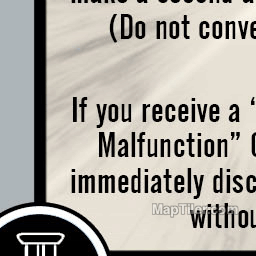 (Do not conve
If you receive a “
Malfunction”
immediately disc
MapTiler.com
withou